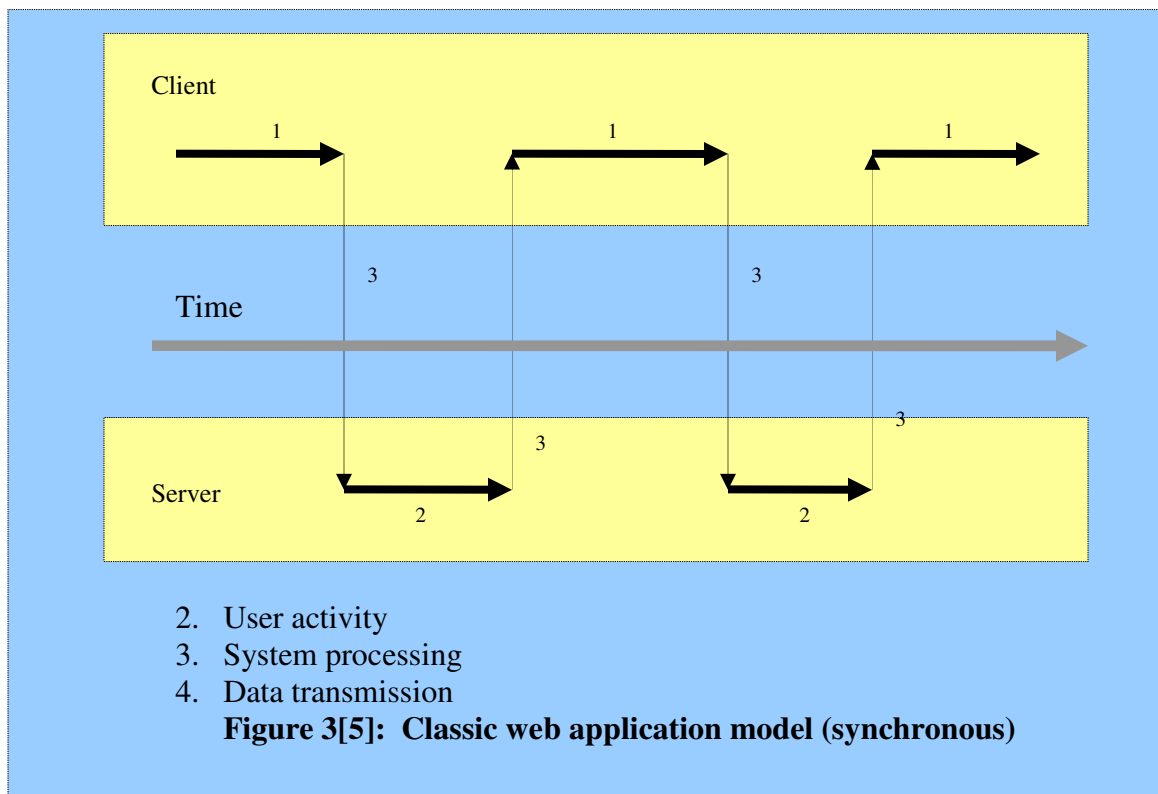 Client
1 1 1
3 3
Time
3
3
Server
2 2
2. User activity
3. System processing
4. Data transmission
Figure 3[5]: Classic web application model (synchronous)